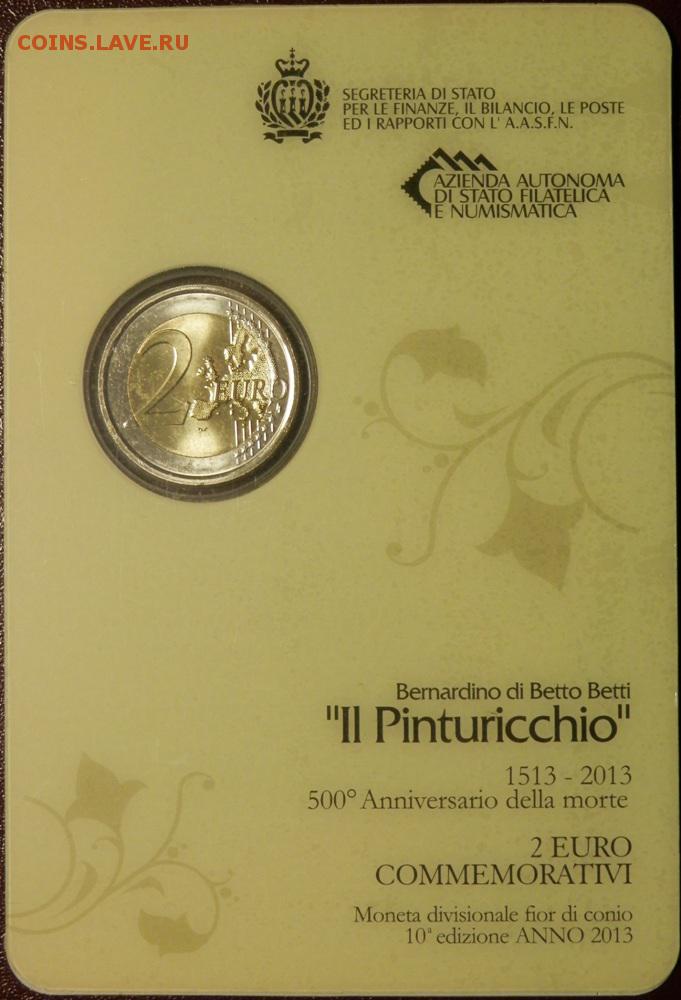 COINS.LAVE.RU
SEGRETERIA DI STATO
PER LE FINANZE, IL BILANCIO, LE POSTE
ED I RAPPORTI CON L' A.A.S.F.N.
AZIENDA AUTONOMA
DI STATO FILATELICA
E NUMISMATICA
2 EURO
Bernardino di Betto Betti
"Il Pinturicchio"
1513 - 2013
500° Anniversario della morte
2 EURO
COMMEMORATIVI
Moneta divisionale fior di conio
10ª edizione ANNO 2013